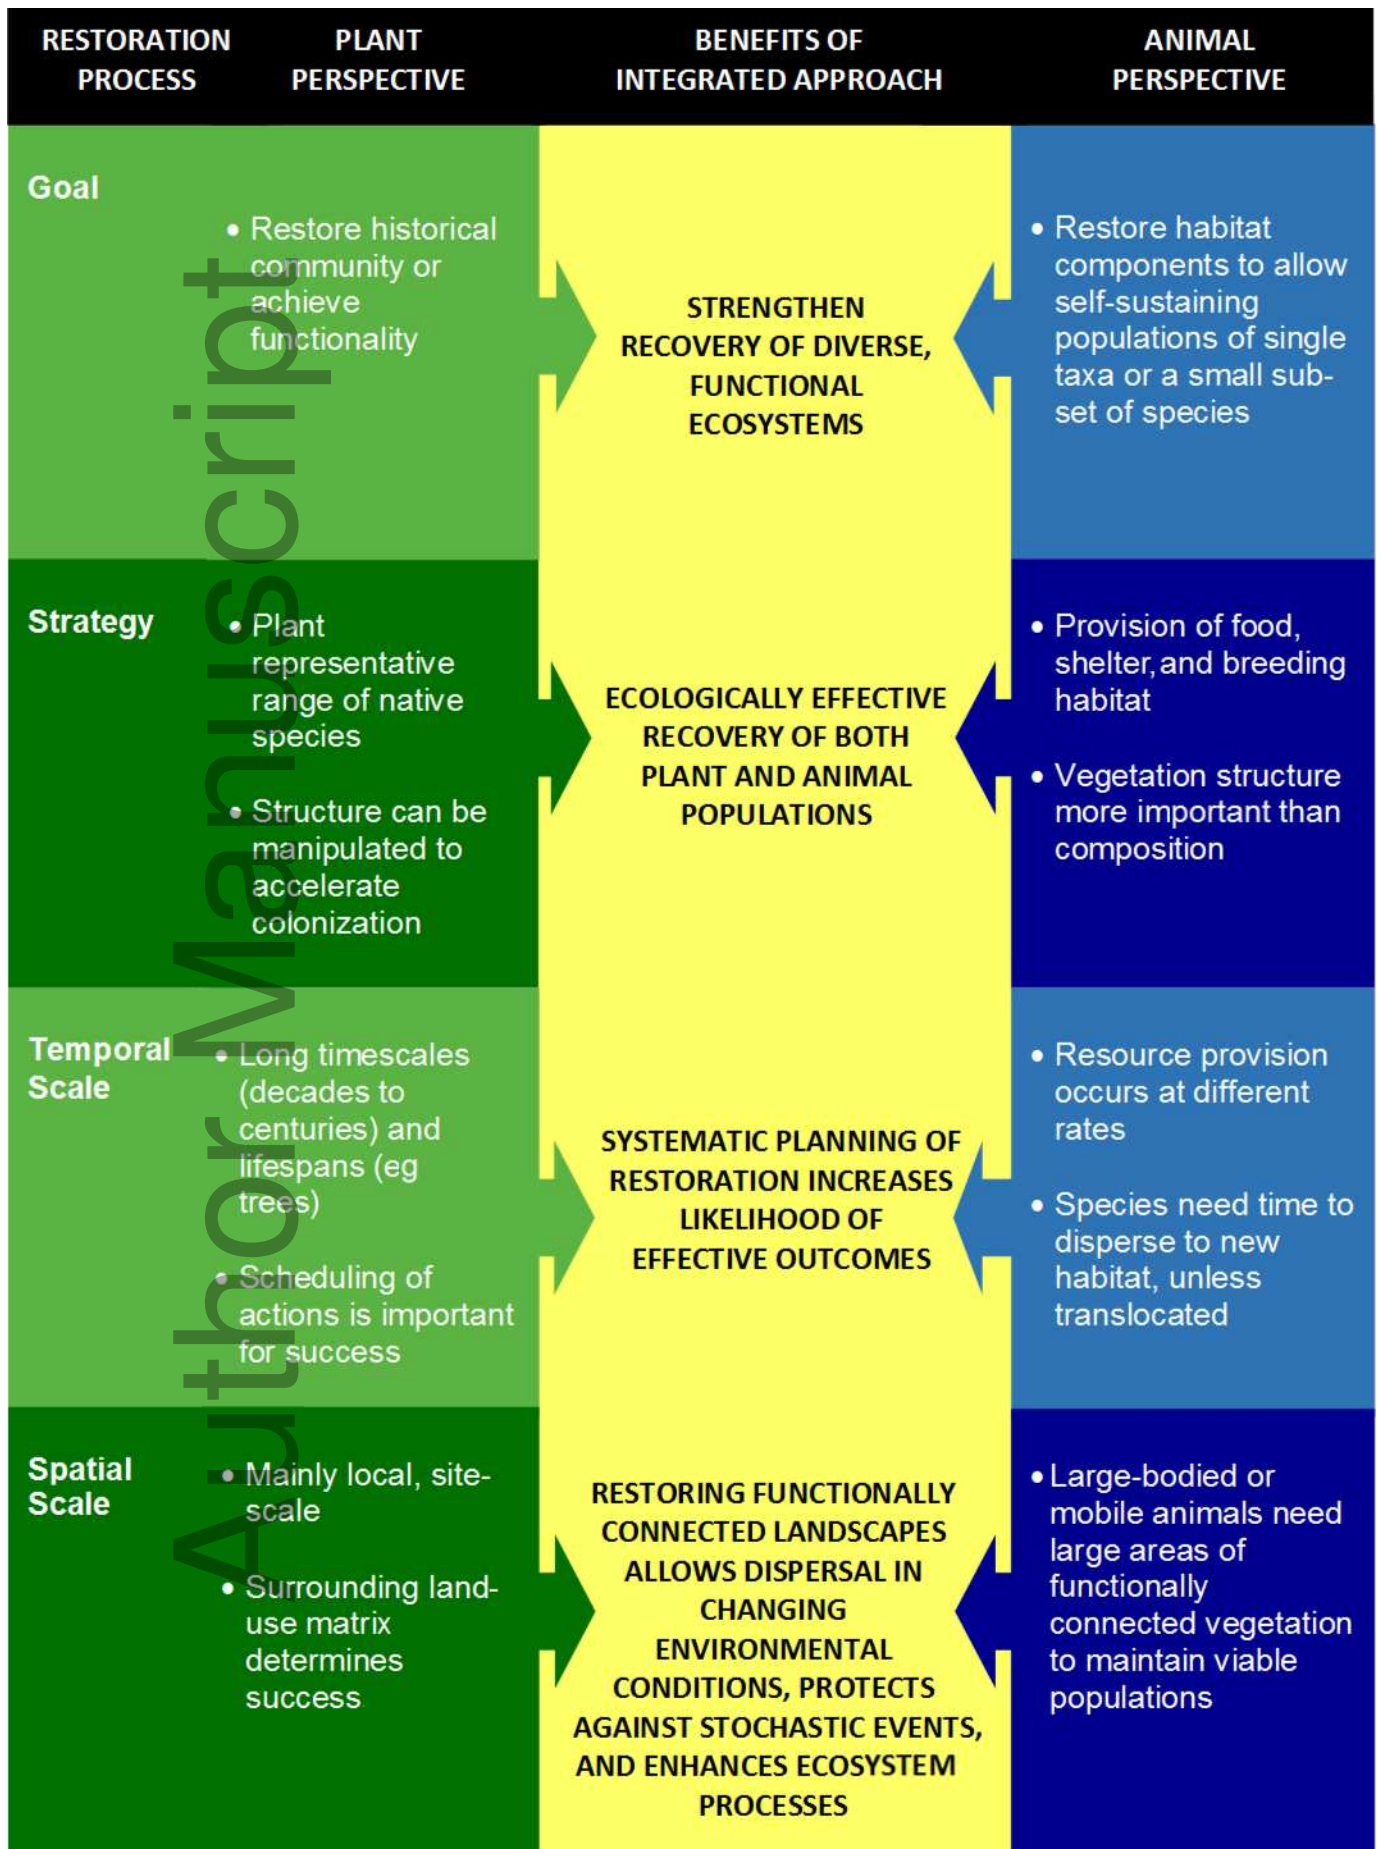 RESTORATION
PROCESS
PLANT
PERSPECTIVE
BENEFITS OF
INTEGRATED APPROACH
ANIMAL
PERSPECTIVE
Goal
• Restore historical
community or
achieve
functionality
STRENGTHEN
RECOVERY OF DIVERSE,
FUNCTIONAL
ECOSYSTEMS
• Restore habitat
components to allow
self-sustaining
populations of single
taxa or a small sub-
set of species
Strategy
• Plant
representative
range of native
species
• Structure can be
manipulated to
accelerate
colonization
ECOLOGICALLY EFFECTIVE
RECOVERY OF BOTH
PLANT AND ANIMAL
POPULATIONS
• Provision of food,
shelter, and breeding
habitat
• Vegetation structure
more important than
composition
Temporal
Scale
• Long timescales
(decades to
centuries) and
lifespans (eg
trees)
• Scheduling of
actions is important
for success
SYSTEMATIC PLANNING OF
RESTORATION INCREASES
LIKELIHOOD OF
EFFECTIVE OUTCOMES
• Resource provision
occurs at different
rates
• Species need time to
disperse to new
habitat, unless
translocated
Spatial
Scale
• Mainly local, site-
scale
• Surrounding land-
use matrix
determines
success
RESTORING FUNCTIONALLY
CONNECTED LANDSCAPES
ALLOWS DISPERSAL IN
CHANGING
ENVIRONMENTAL
CONDITIONS, PROTECTS
AGAINST STOCHASTIC EVENTS,
AND ENHANCES ECOSYSTEM
PROCESSES
• Large-bodied or
mobile animals need
large areas of
functionally
connected vegetation
to maintain viable
populations
Author Manuscript